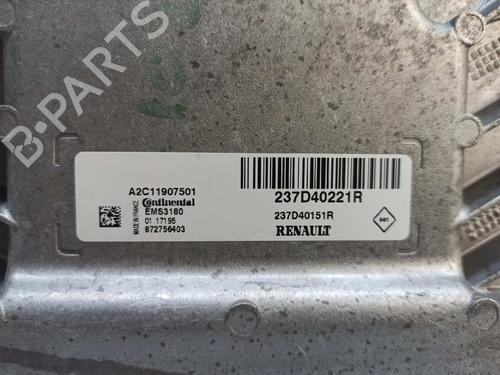 B-PARTS
A2C11907501
Continental
EMS3180
01 17195
872756403
MADE IN FRANCE
237D40221R
237D40151R
RENAULT